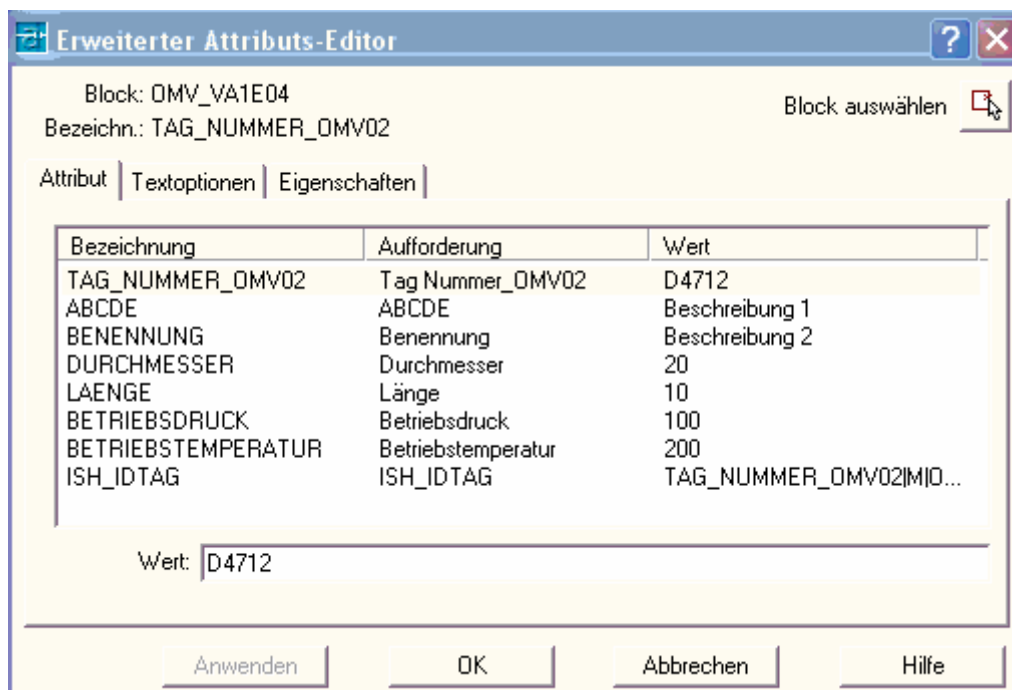 Erweiterter Attributs-Editor
Block: OMV_VA1E04
Block auswählen
Bezeichn.: TAG_NUMMER_OMV02
Attribut Textoptionen Eigenschaften
Bezeichnung Aufforderung Wert
TAG_NUMMER_OMV02 Tag Nummer_OMV02 D4712
ABCDE ABCDE Beschreibung 1
BENENNUNG Benennung Beschreibung 2
DURCHMESSER Durchmesser 20
LAENGE Länge 10
BETRIEBSDRUCK Betriebsdruck 100
BETRIEBSTEMPERATUR Betriebstemperatur 200
ISH_IDTAG ISH_IDTAG TAG_NUMMER_OMV02|M|O...
Wert: D4712
Anwenden OK Abbrechen Hilfe